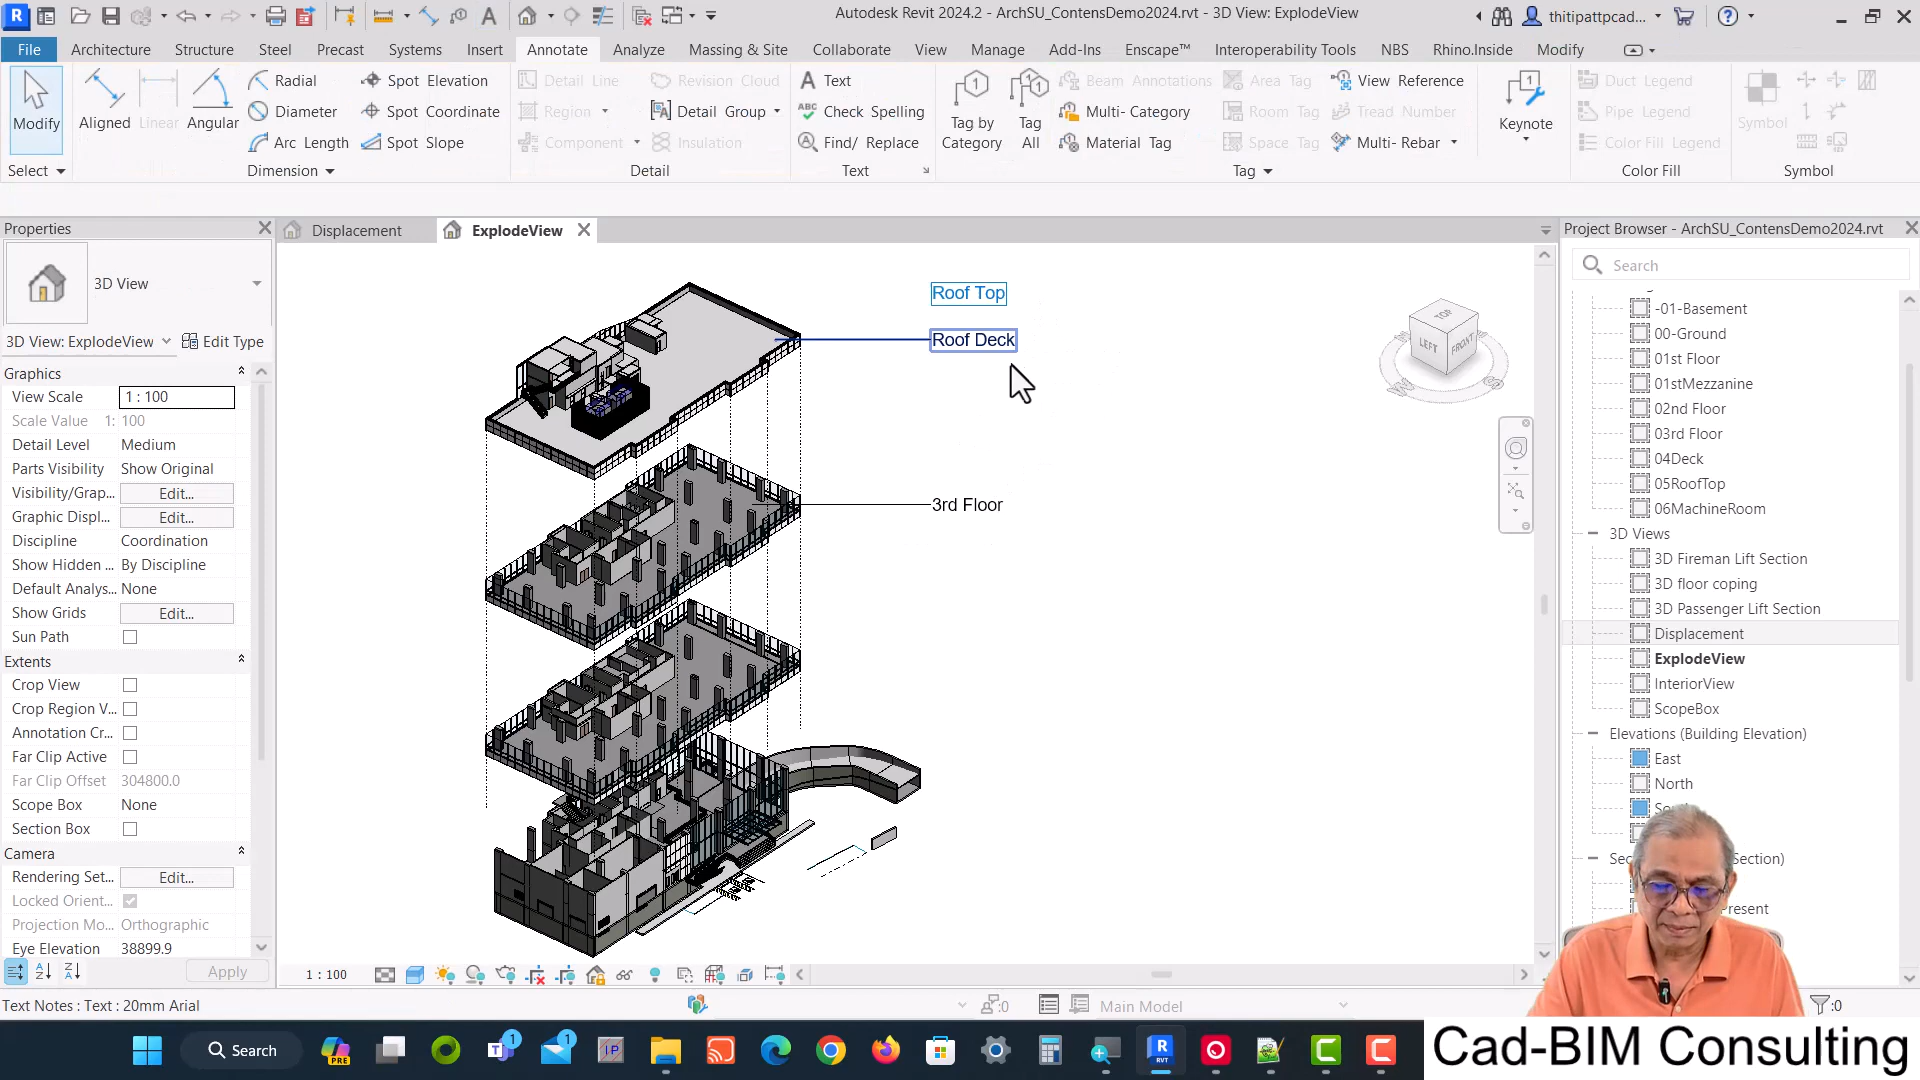 Autodesk Revit 2024.2 - ArchSU_ContensDemo2024.rvt - 3D View: ExplodeView
thitipattpcad...
File Architecture Structure Steel Precast Systems Insert Annotate Analyze Massing & Site Collaborate View Manage Add-Ins Enscape™ Interoperability Tools NBS Rhino.Inside Modify
Modify
Select
Aligned
Linear
Angular
Radial
Diameter
Arc Length
Spot Elevation
Spot Coordinate
Spot Slope
Dimension
Detail Line
Region
Component
Revision Cloud
Detail Group
Insulation
Detail
Text
Check Spelling
Find/ Replace
Text
Tag by
Category
Tag
All
Beam Annotations
Multi- Category
Material Tag
Area Tag
Room Tag
Space Tag
View Reference
Tread Number
Multi- Rebar
Tag
Keynote
Duct Legend
Pipe Legend
Color Fill Legend
Color Fill
Symbol
Symbol
Properties
3D View
3D View: ExplodeView
Edit Type
Graphics
View Scale 1 : 100
Scale Value 1: 100
Detail Level Medium
Parts Visibility Show Original
Visibility/Grap... Edit...
Graphic Displ... Edit...
Discipline Coordination
Show Hidden ... By Discipline
Default Analys... None
Show Grids Edit...
Sun Path
Extents
Crop View
Crop Region V...
Annotation Cr...
Far Clip Active
Far Clip Offset 304800.0
Scope Box None
Section Box
Camera
Rendering Set... Edit...
Locked Orient...
Projection Mo... Orthographic
Eye Elevation 38899.9
Apply
Displacement
ExplodeView
Roof Top
Roof Deck
3rd Floor
TOP
LEFT
FRONT
1 : 100
Project Browser - ArchSU_ContensDemo2024.rvt
Search
-01-Basement
00-Ground
01st Floor
01stMezzanine
02nd Floor
03rd Floor
04Deck
05RoofTop
06MachineRoom
3D Views
3D Fireman Lift Section
3D floor coping
3D Passenger Lift Section
Displacement
ExplodeView
InteriorView
ScopeBox
Elevations (Building Elevation)
East
North
Text Notes : Text : 20mm Arial
:0
Main Model
:0
Search
PRE
1
1
IP
R
RVT
Cad-BIM Consulting